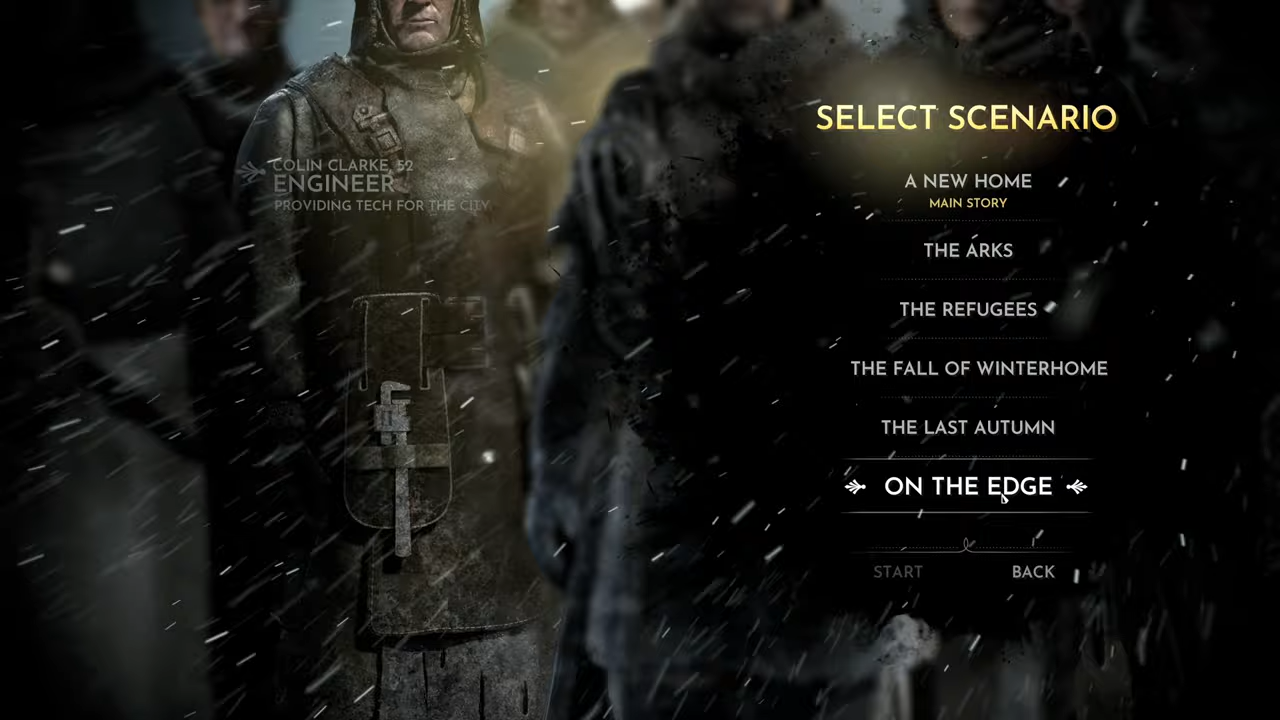 COLIN CLARKE, 52
ENGINEER
PROVIDING TECH FOR THE CITY
SELECT SCENARIO
A NEW HOME
MAIN STORY
THE ARKS
THE REFUGEES
THE FALL OF WINTERHOME
THE LAST AUTUMN
ON THE EDGE
START
BACK